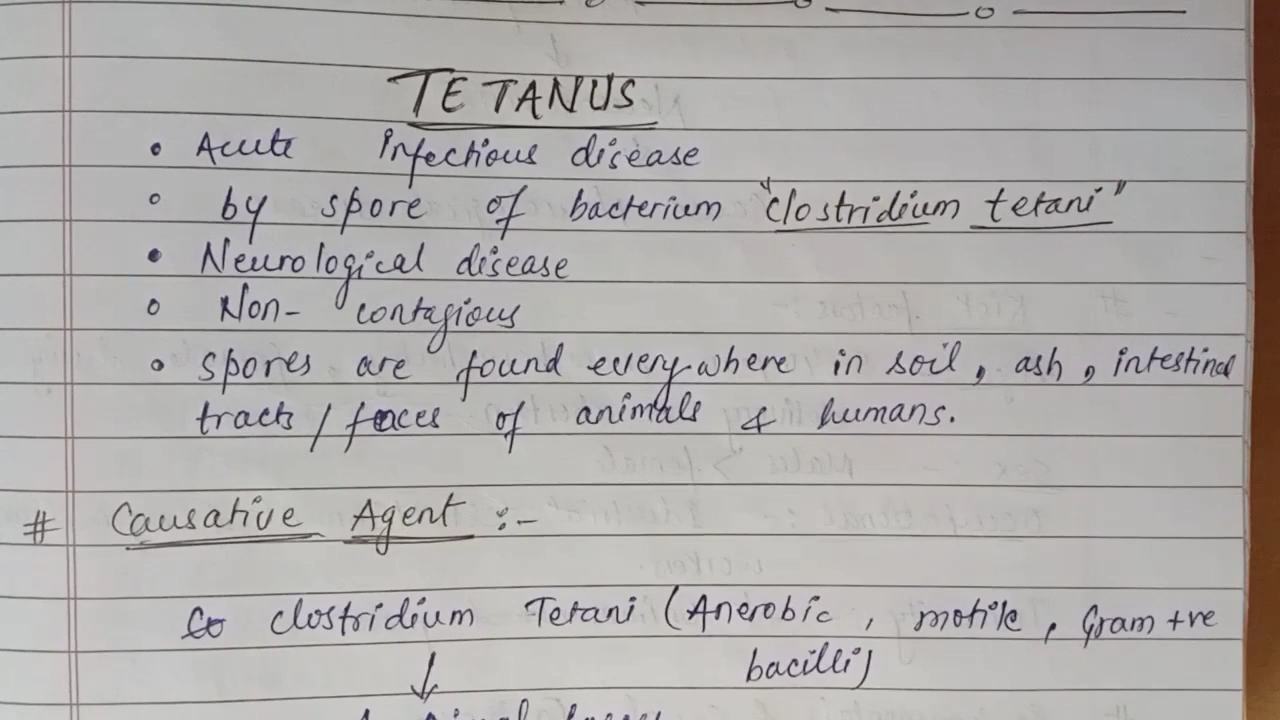 TETANUS
• Acute infectious disease
• by spore of bacterium "clostridium tetani"
• Neurological disease
• Non- contagious
• spores are found everywhere in soil, ash, intestinal
tracts/faces of animals & humans.
# Causative Agent :-
clostridium Tetani (Anerobic, motile, Gram +ve
bacilli)
↓